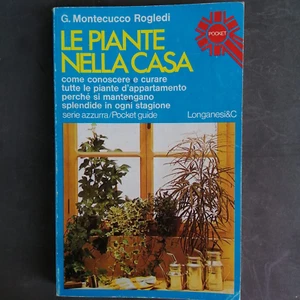 G. Montecucco Rogledi
POCKET
LE PIANTE
NELLA CASA
come conoscere e curare
tutte le piante d'appartamento
perché si mantengano
splendide in ogni stagione
serie azzurra/Pocket guide
Longanesi&C